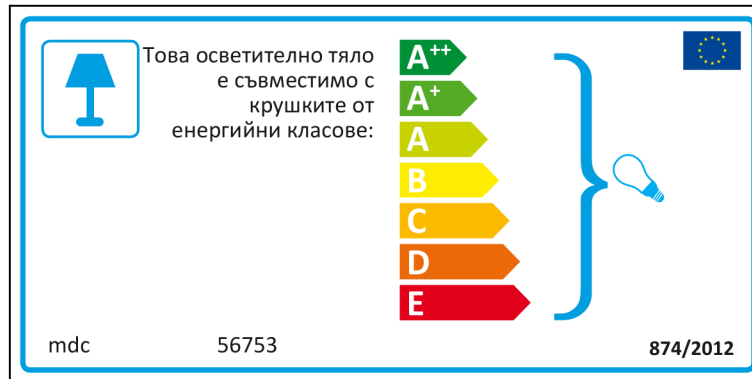 Това осветително тяло
е съвместимо с
крушките от
енергийни класове:
A++
A+
A
B
C
D
E
mdc 56753
874/2012